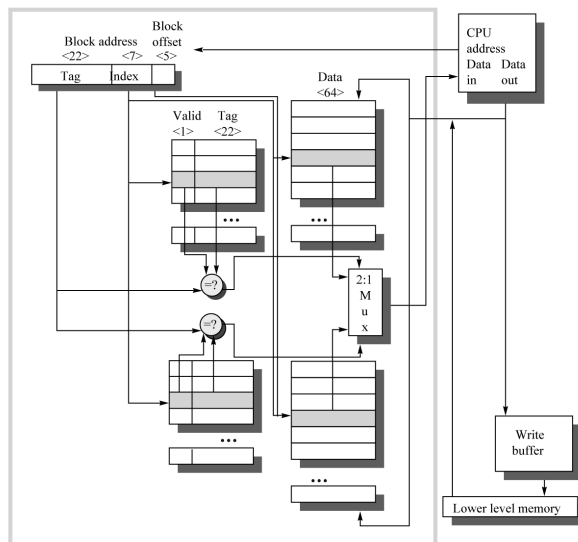 Block address
<22> <7>
Block
offset
<5>
Tag Index
CPU
address
Data Data
in out
Data
<64>
Valid Tag
<1> <22>
•••
•••
=?
=?
2:1
M
u
x
•••
•••
Write
buffer
Lower level memory